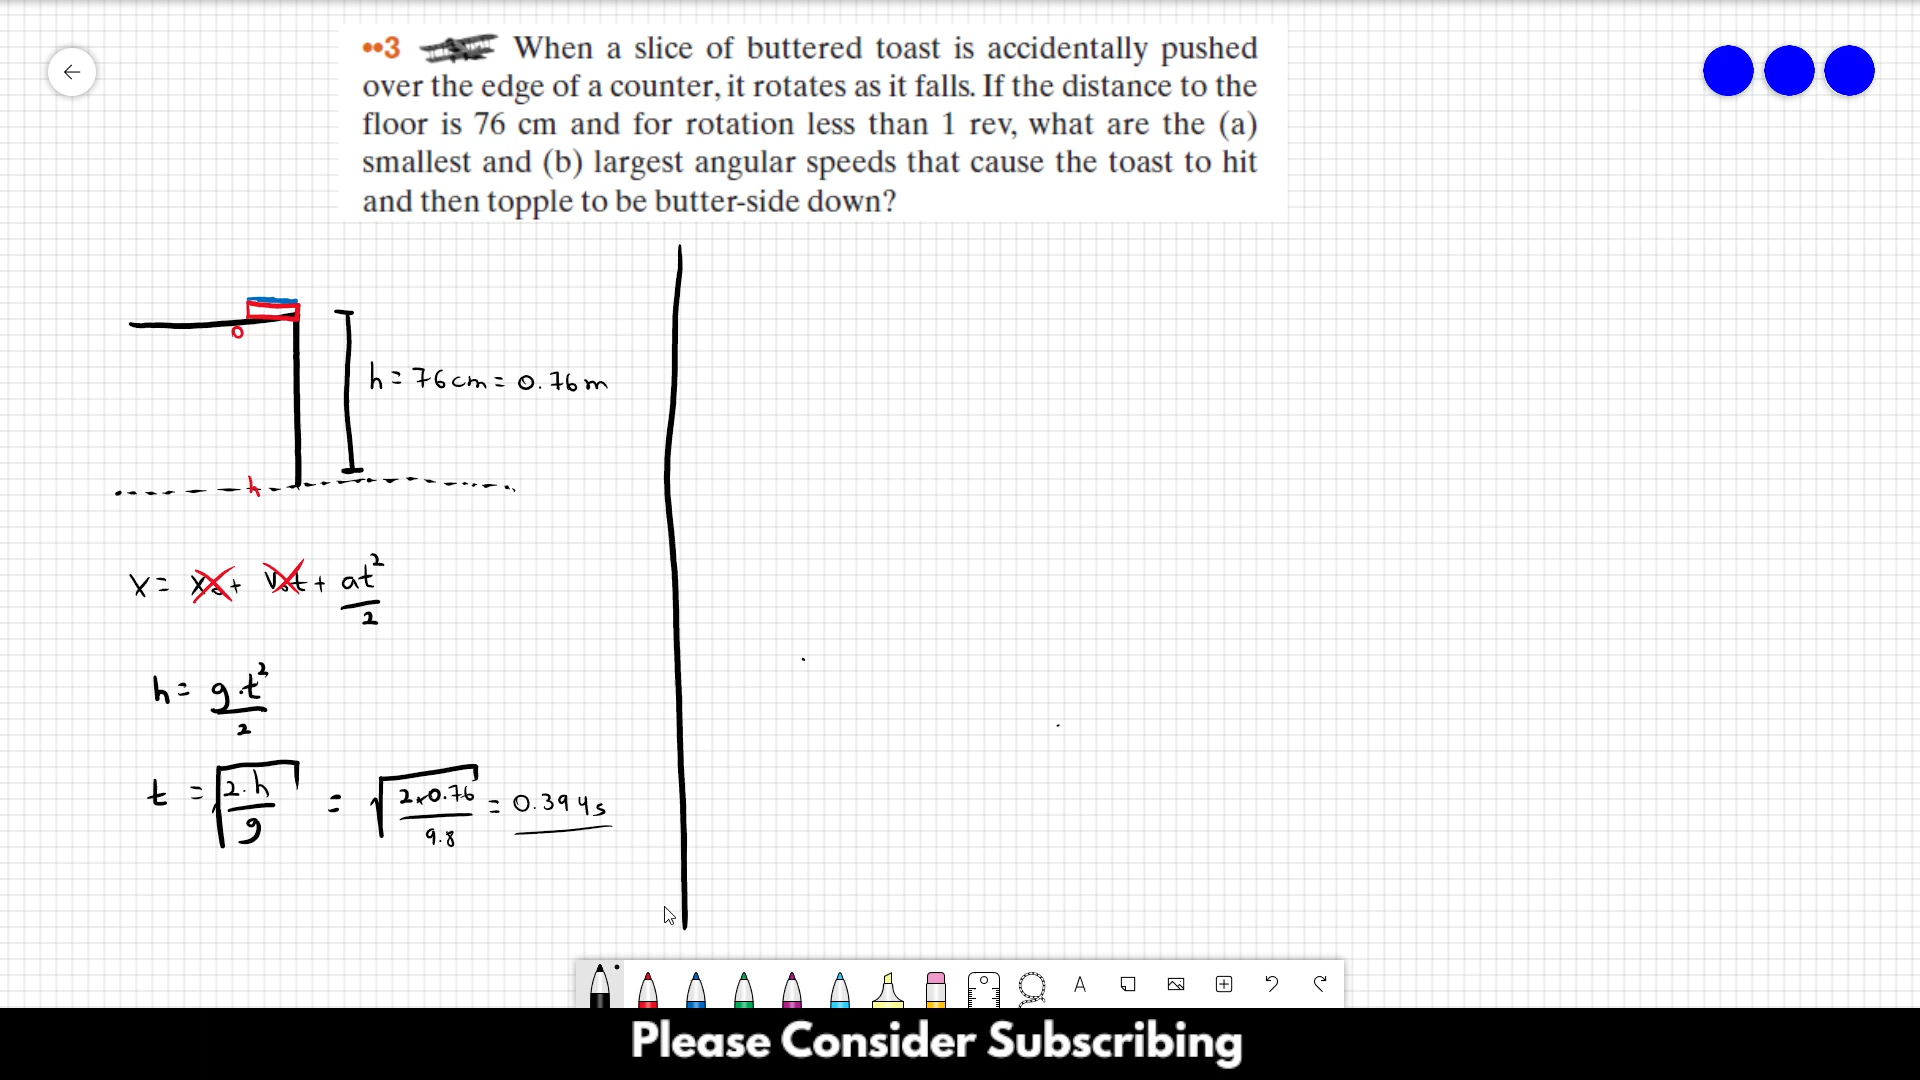 ••3 When a slice of buttered toast is accidentally pushed
over the edge of a counter, it rotates as it falls. If the distance to the
floor is 76 cm and for rotation less than 1 rev, what are the (a)
smallest and (b) largest angular speeds that cause the toast to hit
and then topple to be butter-side down?
o
h = 76cm = 0.76m
h
x = x₀ + v₀t + at²/2
h = g.t²/2
t = √(2.h/g) = √(2x0.76/9.8) = 0.394s
A
Please Consider Subscribing